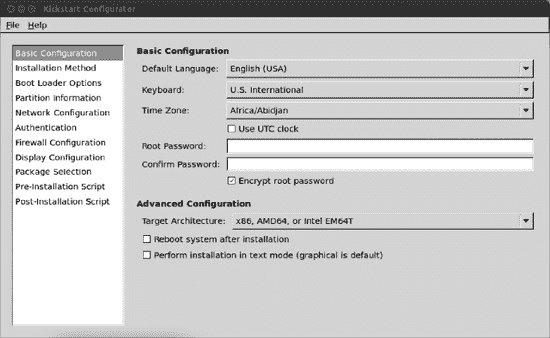 Kickstart Configurator
File Help
Basic Configuration
Installation Method
Boot Loader Options
Partition Information
Network Configuration
Authentication
Firewall Configuration
Display Configuration
Package Selection
Pre-Installation Script
Post-Installation Script
Basic Configuration
Default Language: English (USA)
Keyboard: U.S. International
Time Zone: Africa/Abidjan
Use UTC clock
Root Password:
Confirm Password:
Encrypt root password
Advanced Configuration
Target Architecture: x86, AMD64, or Intel EM64T
Reboot system after installation
Perform installation in text mode (graphical is default)